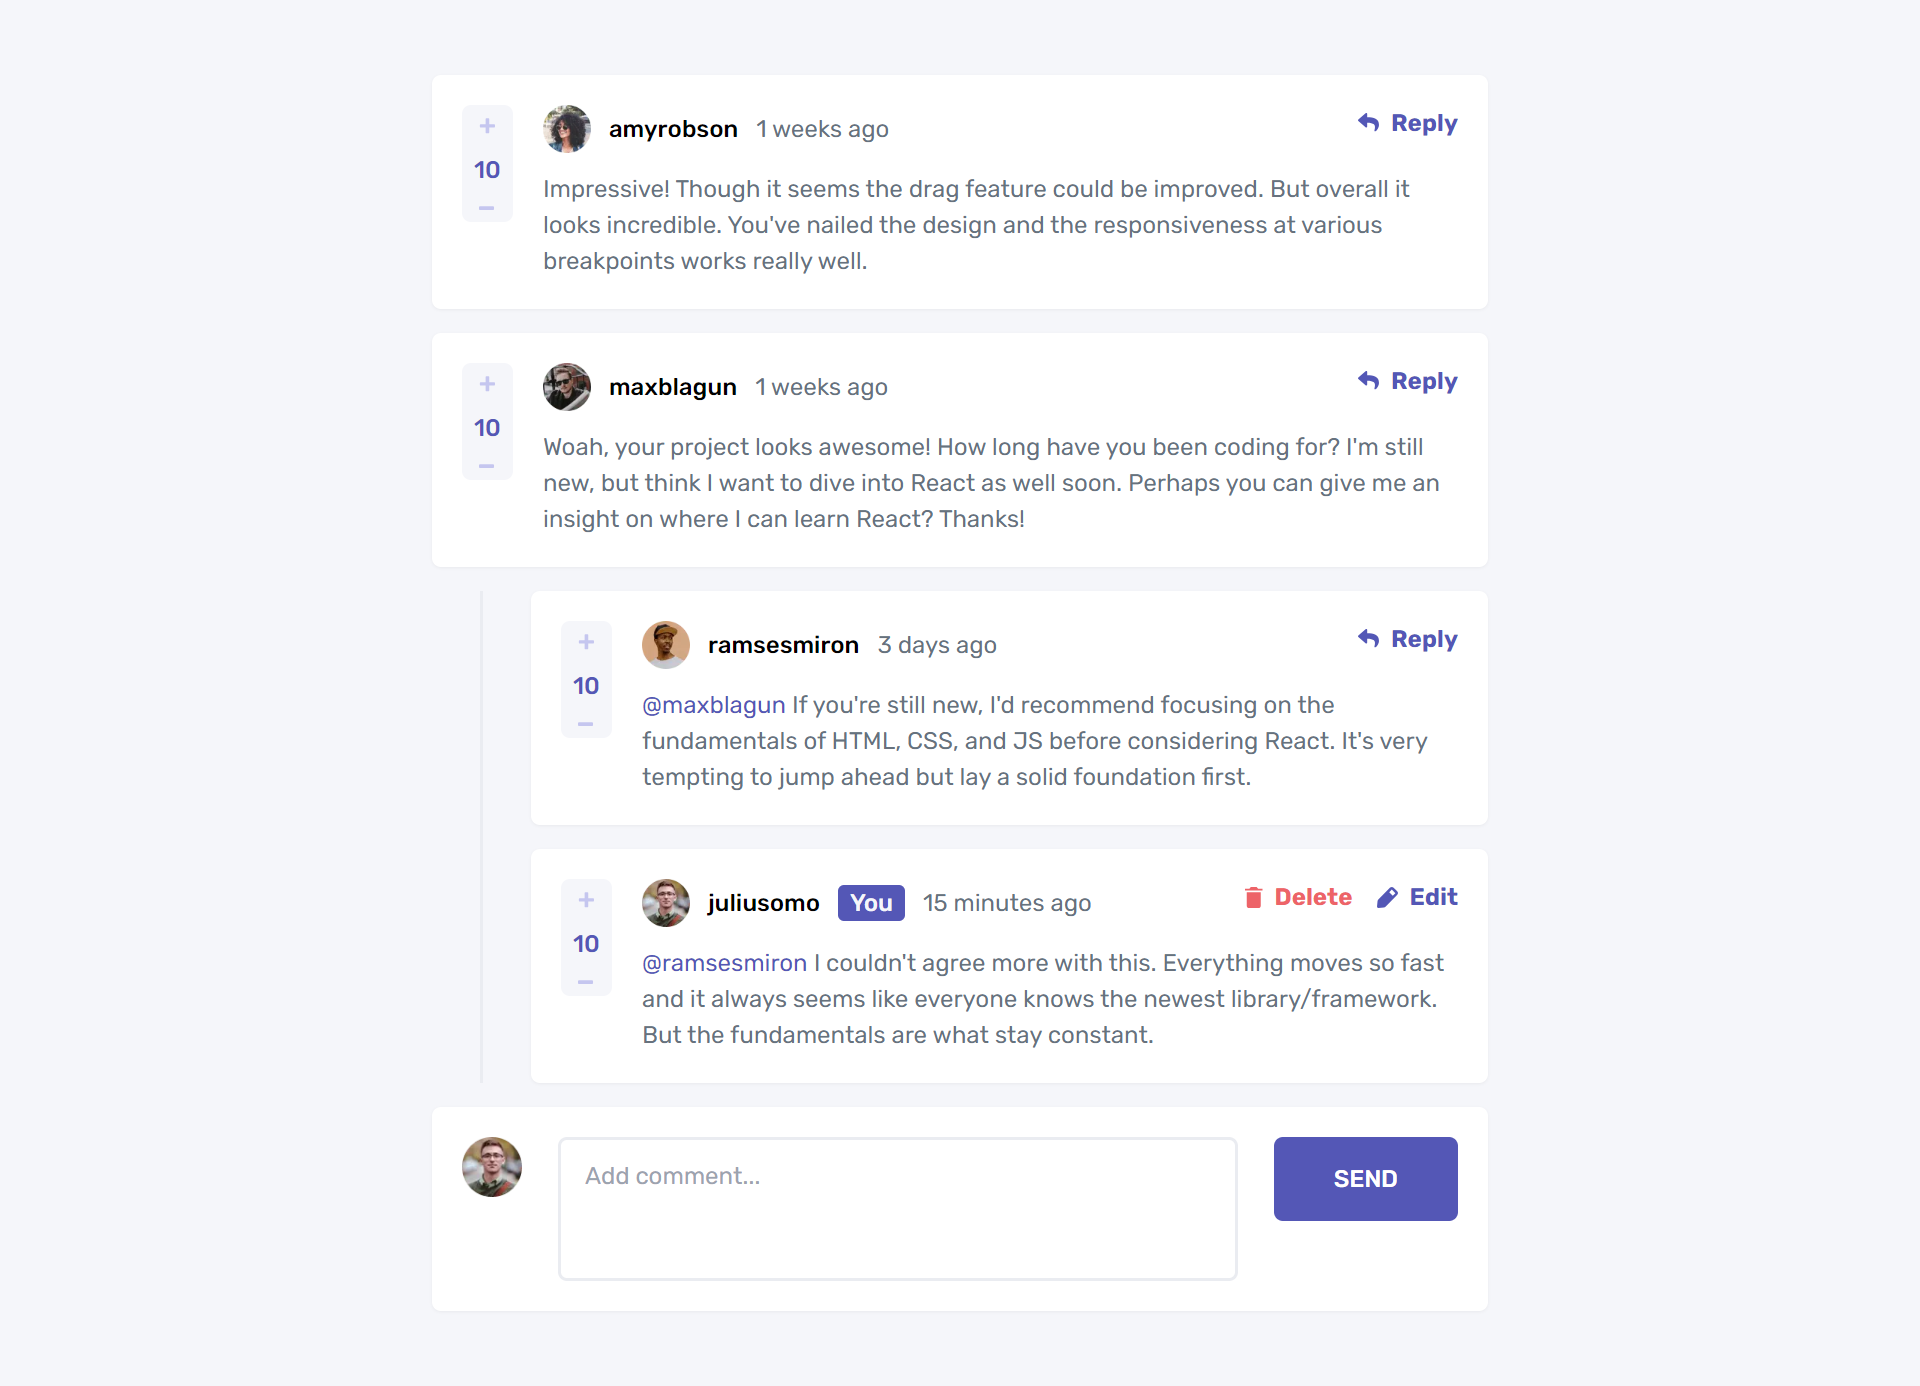 +
10
−
amyrobson 1 weeks ago
Reply
Impressive! Though it seems the drag feature could be improved. But overall it
looks incredible. You've nailed the design and the responsiveness at various
breakpoints works really well.
+
10
−
maxblagun 1 weeks ago
Reply
Woah, your project looks awesome! How long have you been coding for? I'm still
new, but think I want to dive into React as well soon. Perhaps you can give me an
insight on where I can learn React? Thanks!
+
10
−
ramsesmiron 3 days ago
Reply
@maxblagun If you're still new, I'd recommend focusing on the
fundamentals of HTML, CSS, and JS before considering React. It's very
tempting to jump ahead but lay a solid foundation first.
+
10
−
juliusomo You 15 minutes ago
Delete Edit
@ramsesmiron I couldn't agree more with this. Everything moves so fast
and it always seems like everyone knows the newest library/framework.
But the fundamentals are what stay constant.
Add comment...
SEND